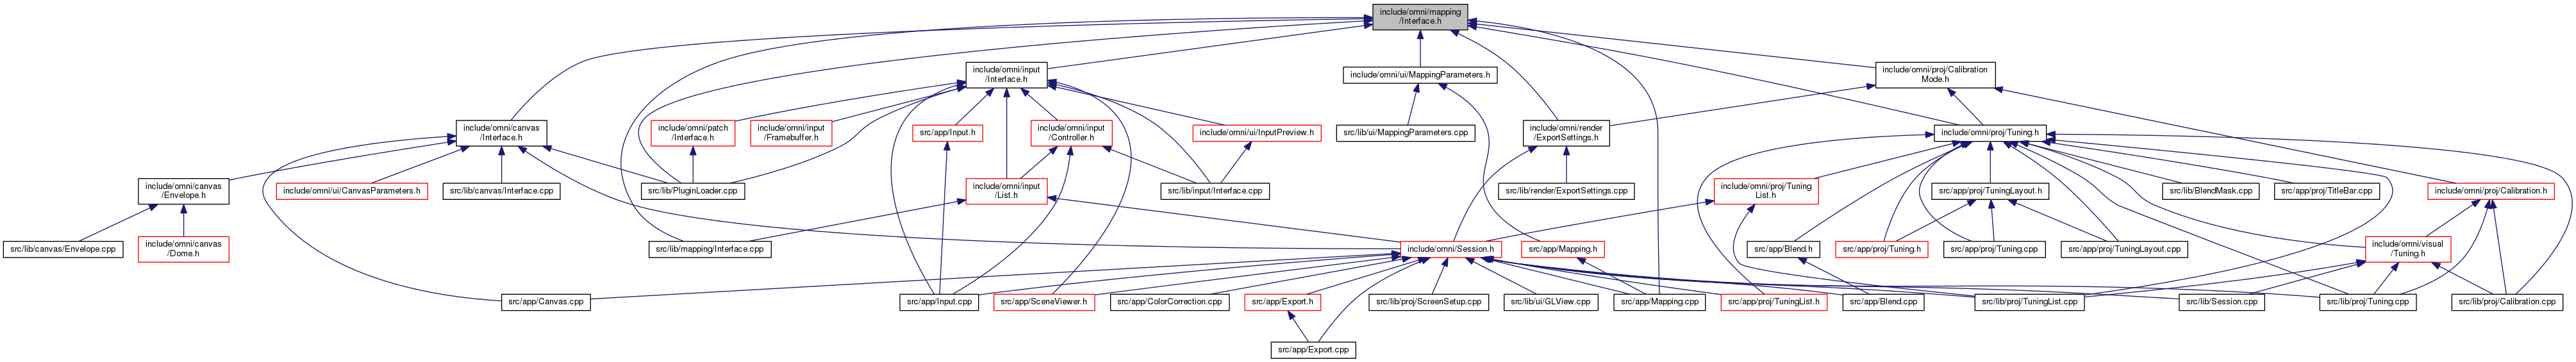 include/omni/mapping
/Interface.h
include/omni/input
/Interface.h
include/omni/ui/MappingParameters.h
include/omni/proj/Calibration
Mode.h
include/omni/canvas
/Interface.h
include/omni/patch
/Interface.h
include/omni/input
/Framebuffer.h
src/app/Input.h
include/omni/input
/Controller.h
include/omni/ui/InputPreview.h
src/lib/ui/MappingParameters.cpp
include/omni/render
/ExportSettings.h
include/omni/proj/Tuning.h
include/omni/canvas
/Envelope.h
include/omni/ui/CanvasParameters.h
src/lib/canvas/Interface.cpp
src/lib/PluginLoader.cpp
include/omni/input
/List.h
src/lib/input/Interface.cpp
src/lib/render/ExportSettings.cpp
include/omni/proj/Tuning
List.h
src/app/proj/TuningLayout.h
src/lib/BlendMask.cpp
src/app/proj/TitleBar.cpp
include/omni/proj/Calibration.h
src/lib/canvas/Envelope.cpp
include/omni/canvas
/Dome.h
src/lib/mapping/Interface.cpp
include/omni/Session.h
src/app/Mapping.h
src/app/Blend.h
src/app/proj/Tuning.h
src/app/proj/Tuning.cpp
src/app/proj/TuningLayout.cpp
include/omni/visual
/Tuning.h
src/app/Canvas.cpp
src/app/Input.cpp
src/app/SceneViewer.h
src/app/ColorCorrection.cpp
src/app/Export.h
src/lib/proj/ScreenSetup.cpp
src/lib/ui/GLView.cpp
src/app/Mapping.cpp
src/app/proj/TuningList.h
src/app/Blend.cpp
src/lib/proj/TuningList.cpp
src/lib/Session.cpp
src/lib/proj/Tuning.cpp
src/lib/proj/Calibration.cpp
src/app/Export.cpp